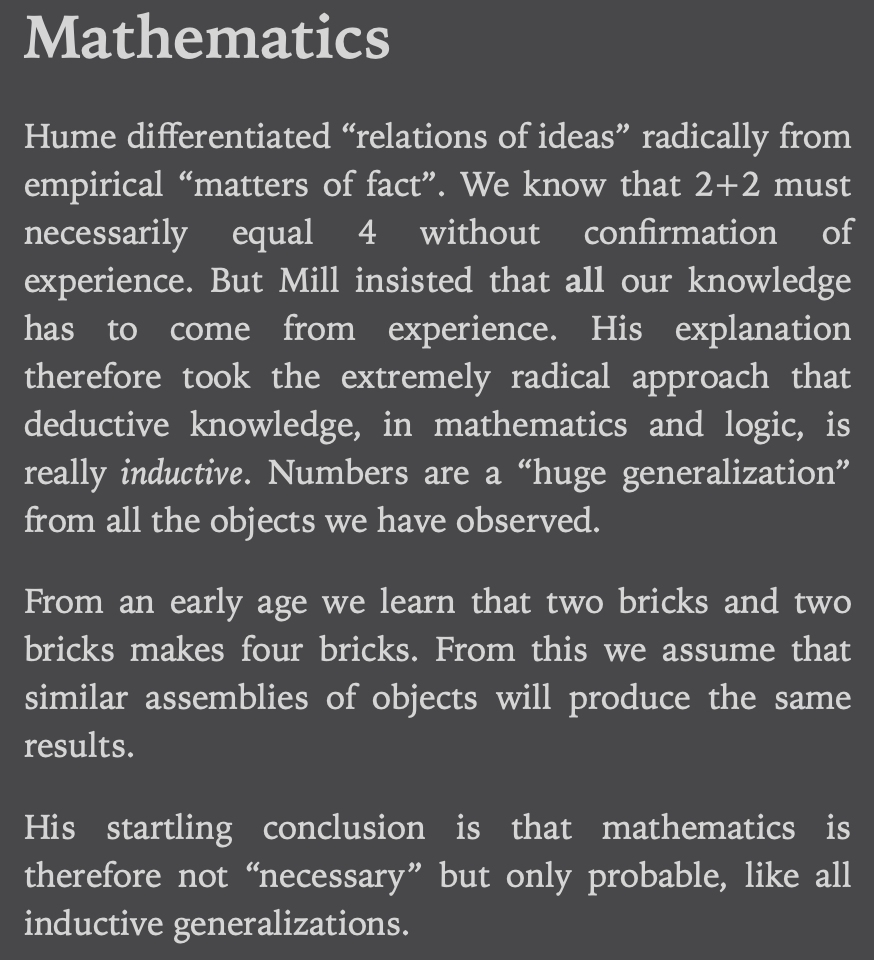 Mathematics
Hume differentiated “relations of ideas” radically from
empirical “matters of fact”. We know that 2+2 must
necessarily equal 4 without confirmation of
experience. But Mill insisted that all our knowledge
has to come from experience. His explanation
therefore took the extremely radical approach that
deductive knowledge, in mathematics and logic, is
really inductive. Numbers are a “huge generalization”
from all the objects we have observed.
From an early age we learn that two bricks and two
bricks makes four bricks. From this we assume that
similar assemblies of objects will produce the same
results.
His startling conclusion is that mathematics is
therefore not “necessary” but only probable, like all
inductive generalizations.